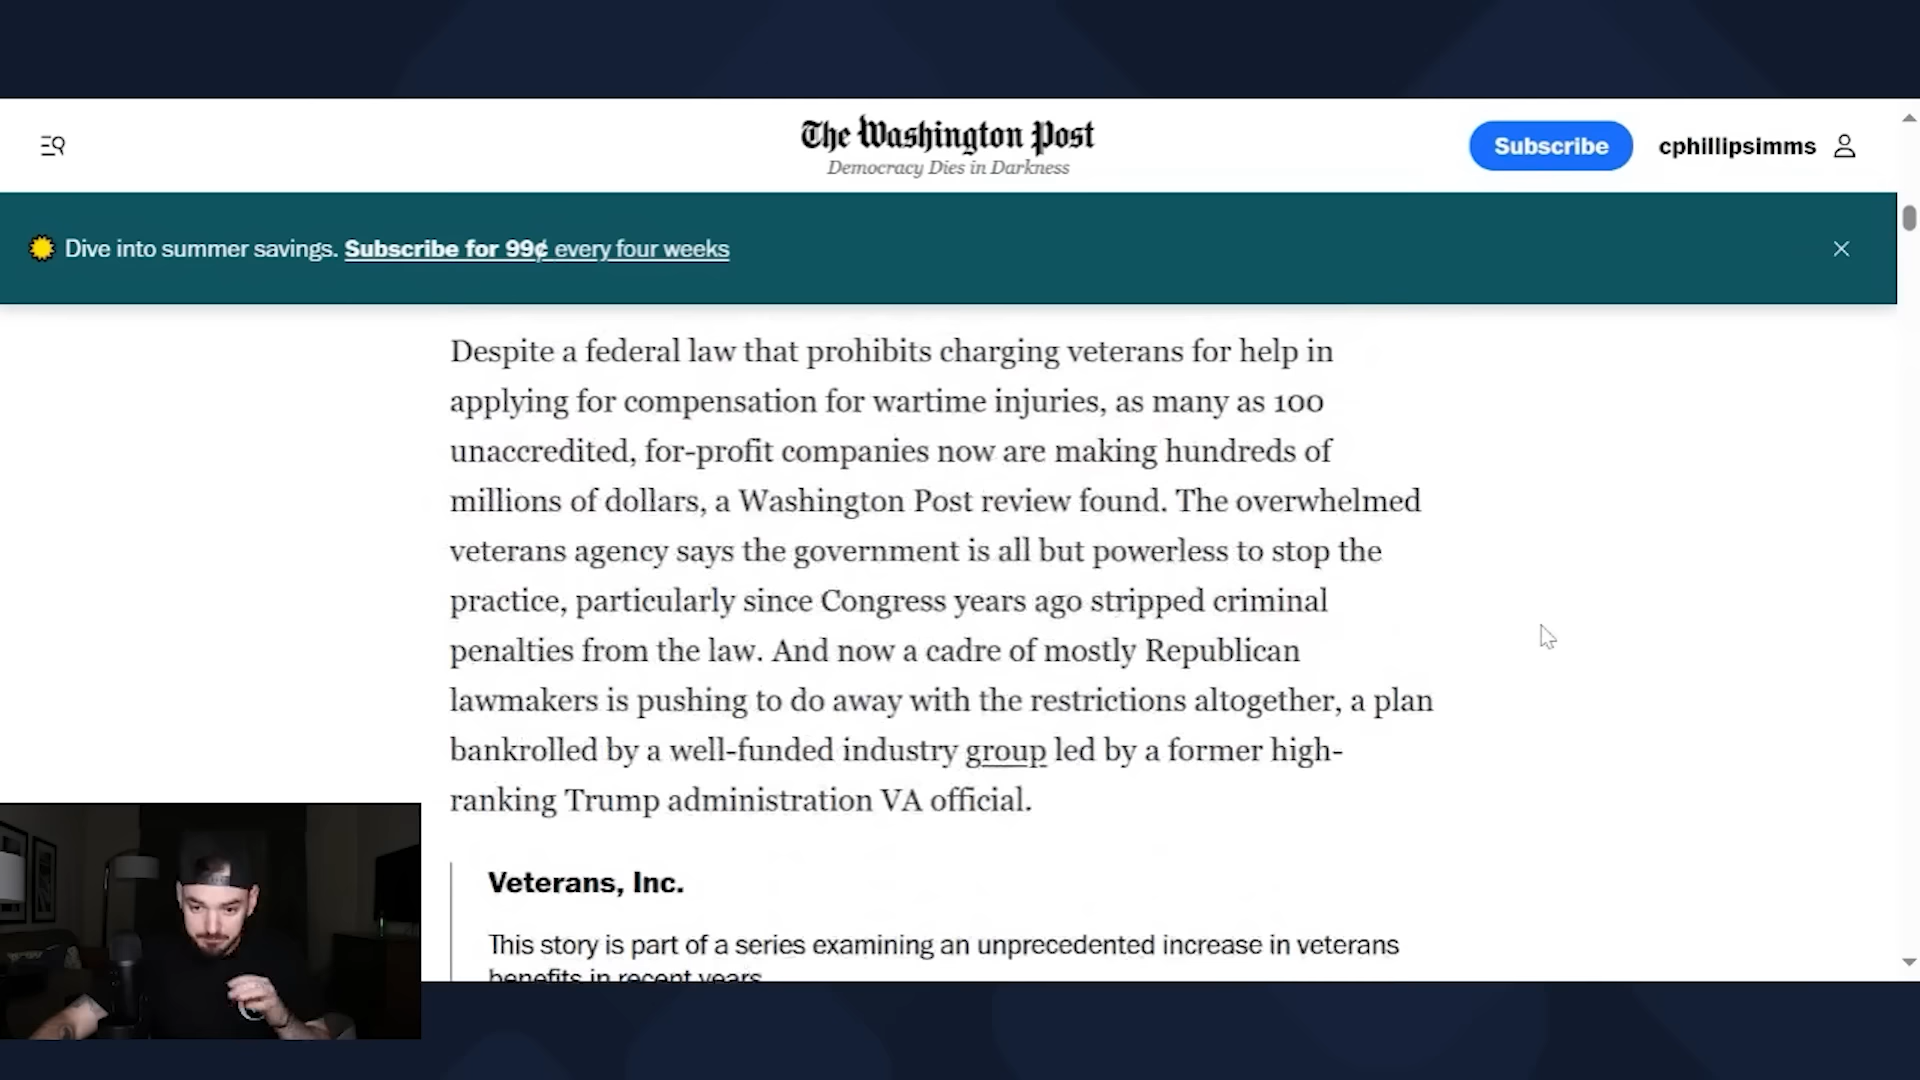 The Washington Post
Democracy Dies in Darkness
Subscribe
cphillipsimms
Dive into summer savings. Subscribe for 99¢ every four weeks
Despite a federal law that prohibits charging veterans for help in
applying for compensation for wartime injuries, as many as 100
unaccredited, for-profit companies now are making hundreds of
millions of dollars, a Washington Post review found. The overwhelmed
veterans agency says the government is all but powerless to stop the
practice, particularly since Congress years ago stripped criminal
penalties from the law. And now a cadre of mostly Republican
lawmakers is pushing to do away with the restrictions altogether, a plan
bankrolled by a well-funded industry group led by a former high-
ranking Trump administration VA official.
Veterans, Inc.
This story is part of a series examining an unprecedented increase in veterans
benefits in recent years